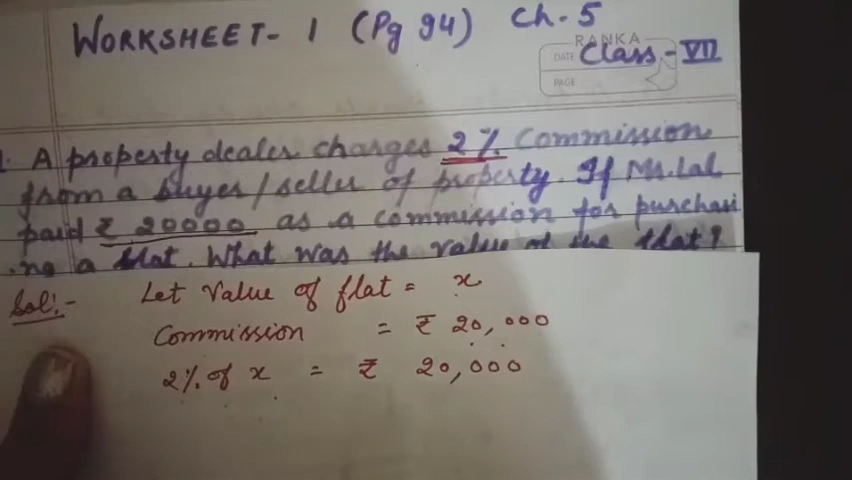 WORKSHEET - 1 (Pg 94) Ch. 5
RANKA
DATE Class - VII
PAGE
1. A property dealer charges 2% Commission
from a buyer/seller of property. If Mr. Lal
paid ₹ 20000 as a commission for purchasi
ng a flat. What was the value of the flat?
Sol:- Let Value of flat = x
Commission = ₹ 20,000
2% of x = ₹ 20,000